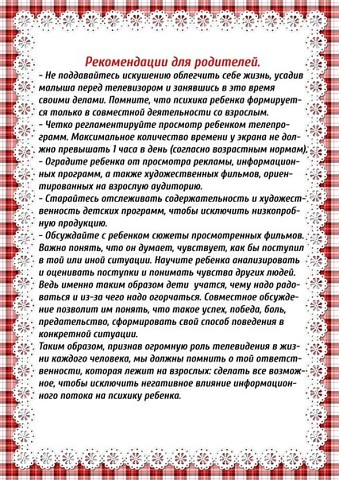 Рекомендации для родителей.
- Не поддавайтесь искушению облегчить себе жизнь, усадив
малыша перед телевизором и занявшись в это время
своими делами. Помните, что психика ребенка формирует-
ся только в совместной деятельности со взрослым.
- Четко регламентируйте просмотр ребенком телепро-
грамм. Максимальное количество времени у экрана не дол-
жно превышать 1 часа в день (согласно возрастным нормам).
- Оградите ребенка от просмотра рекламы, информацион-
ных программ, а также художественных фильмов, ориен-
тированных на взрослую аудиторию.
- Старайтесь отслеживать содержательность и художест-
венность детских программ, чтобы исключить низкопроб-
ную продукцию.
- Обсуждайте с ребенком сюжеты просмотренных фильмов.
Важно понять, что он думает, чувствует, как бы поступил
в той или иной ситуации. Научите ребенка анализировать
и оценивать поступки и понимать чувства других людей.
Ведь именно таким образом дети учатся, чему надо радо-
ваться и из-за чего надо огорчаться. Совместное обсужде-
ние позволит им понять, что такое успех, победа, боль,
предательство, сформировать свой способ поведения в
конкретной ситуации.
Таким образом, признав огромную роль телевидения в жиз-
ни каждого человека, мы должны помнить о той ответст-
венности, которая лежит на взрослых: сделать все возмож-
ное, чтобы исключить негативное влияние информацион-
ного потока на психику ребенка.